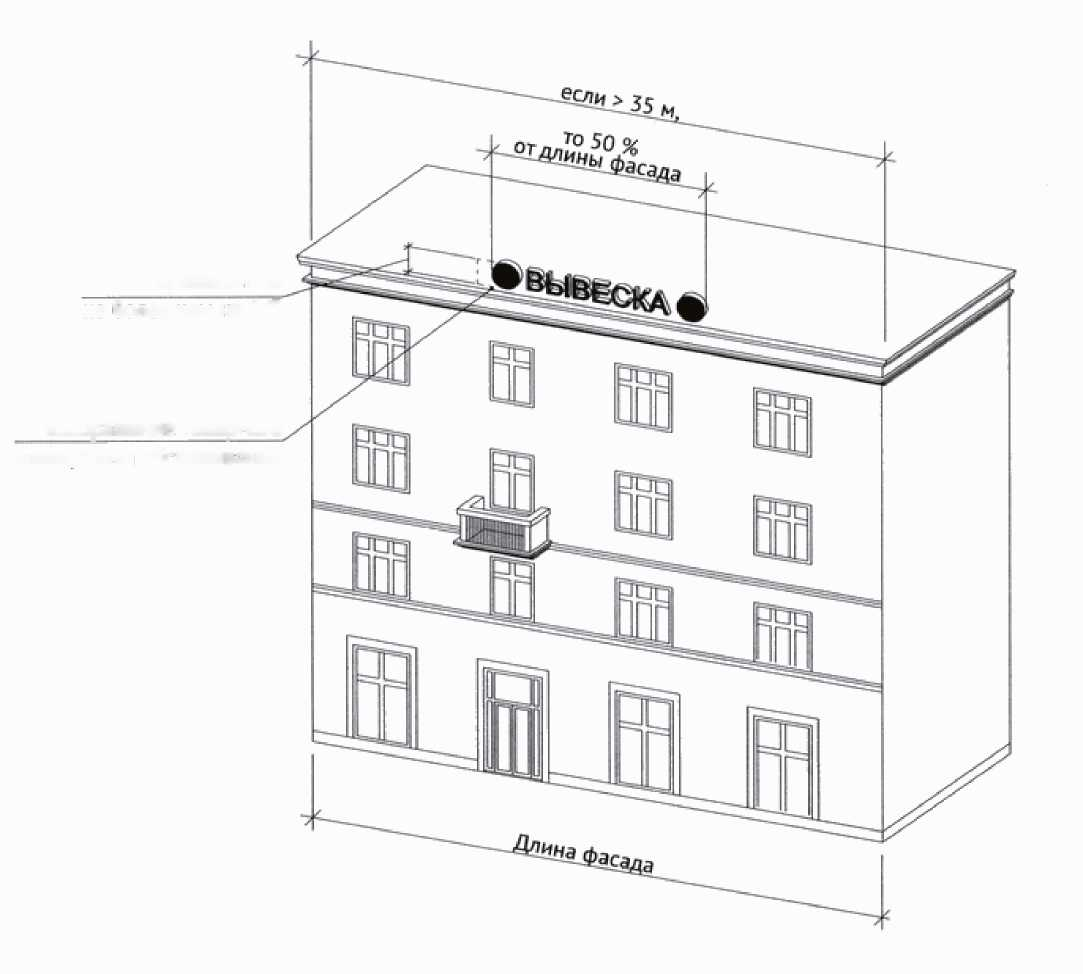 если > 35 м,
то 50 %
от длины фасада
ВЫВЕСКА
Длина фасада